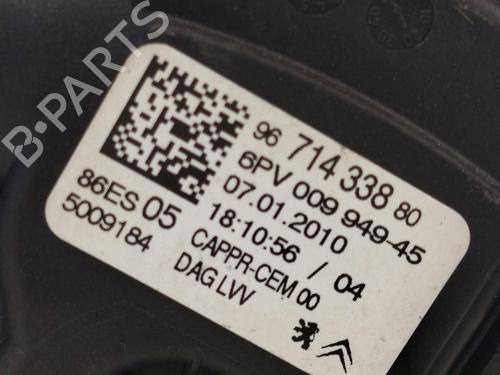 B-PARTS
96 714 338 80
6PV 009 949-45
07.01.2010
18:10:56 / 04
86ES 05
CAPPR-CEM 00
5009184
DAG LVV